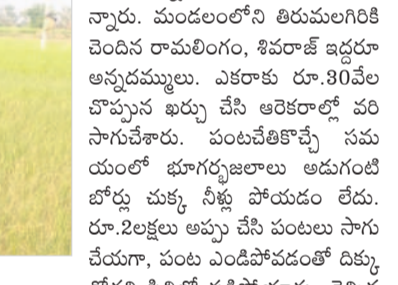 న్నారు. మండలంలోని తిరుమలగిరికి
చెందిన రామలింగం, శివరాజ్ ఇద్దరూ
అన్నదమ్ములు. ఎకరాకు రూ.30వేల
చొప్పున ఖర్చు చేసి ఆరెకరాల్లో వరి
సాగుచేశారు. పంటచేతికొచ్చే సమ
యంలో భూగర్భజలాలు అడుగంటి
బోర్లు చుక్క నీళ్లు పోయడం లేదు.
రూ.2లక్షలు అప్పు చేసి పంటలు సాగు
చేయగా, పంట ఎండిపోవడంతో దిక్కు